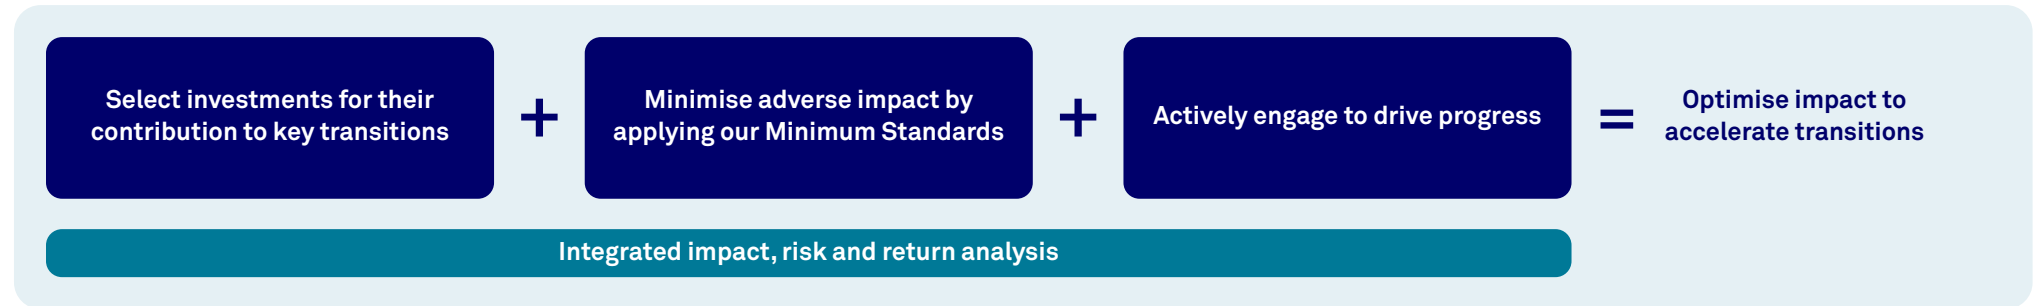 Select investments for their
contribution to key transitions
+
Minimise adverse impact by
applying our Minimum Standards
+
Actively engage to drive progress
=
Optimise impact to
accelerate transitions
Integrated impact, risk and return analysis